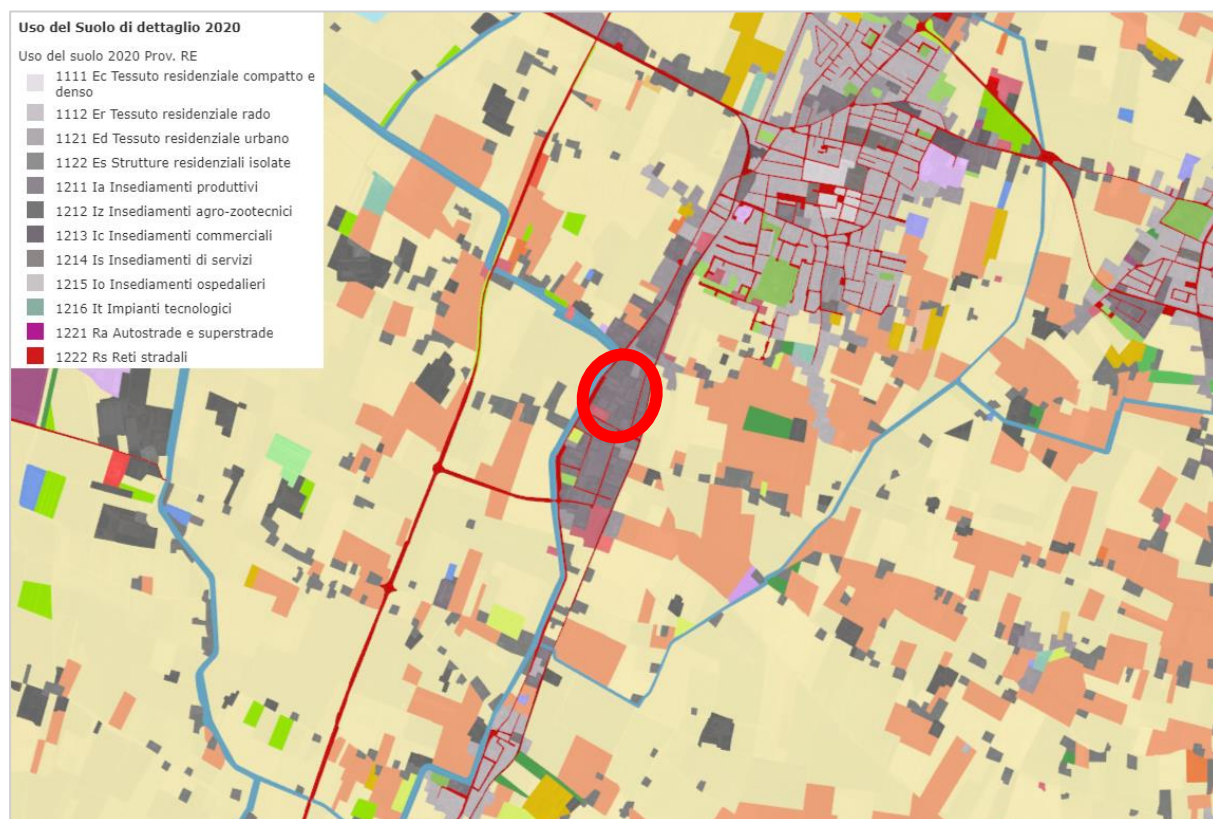 Uso del Suolo di dettaglio 2020
Uso del suolo 2020 Prov. RE
1111 Ec Tessuto residenziale compatto e
denso
1112 Er Tessuto residenziale rado
1121 Ed Tessuto residenziale urbano
1122 Es Strutture residenziali isolate
1211 Ia Insediamenti produttivi
1212 Iz Insediamenti agro-zootecnici
1213 Ic Insediamenti commerciali
1214 Is Insediamenti di servizi
1215 Io Insediamenti ospedalieri
1216 It Impianti tecnologici
1221 Ra Autostrade e superstrade
1222 Rs Reti stradali